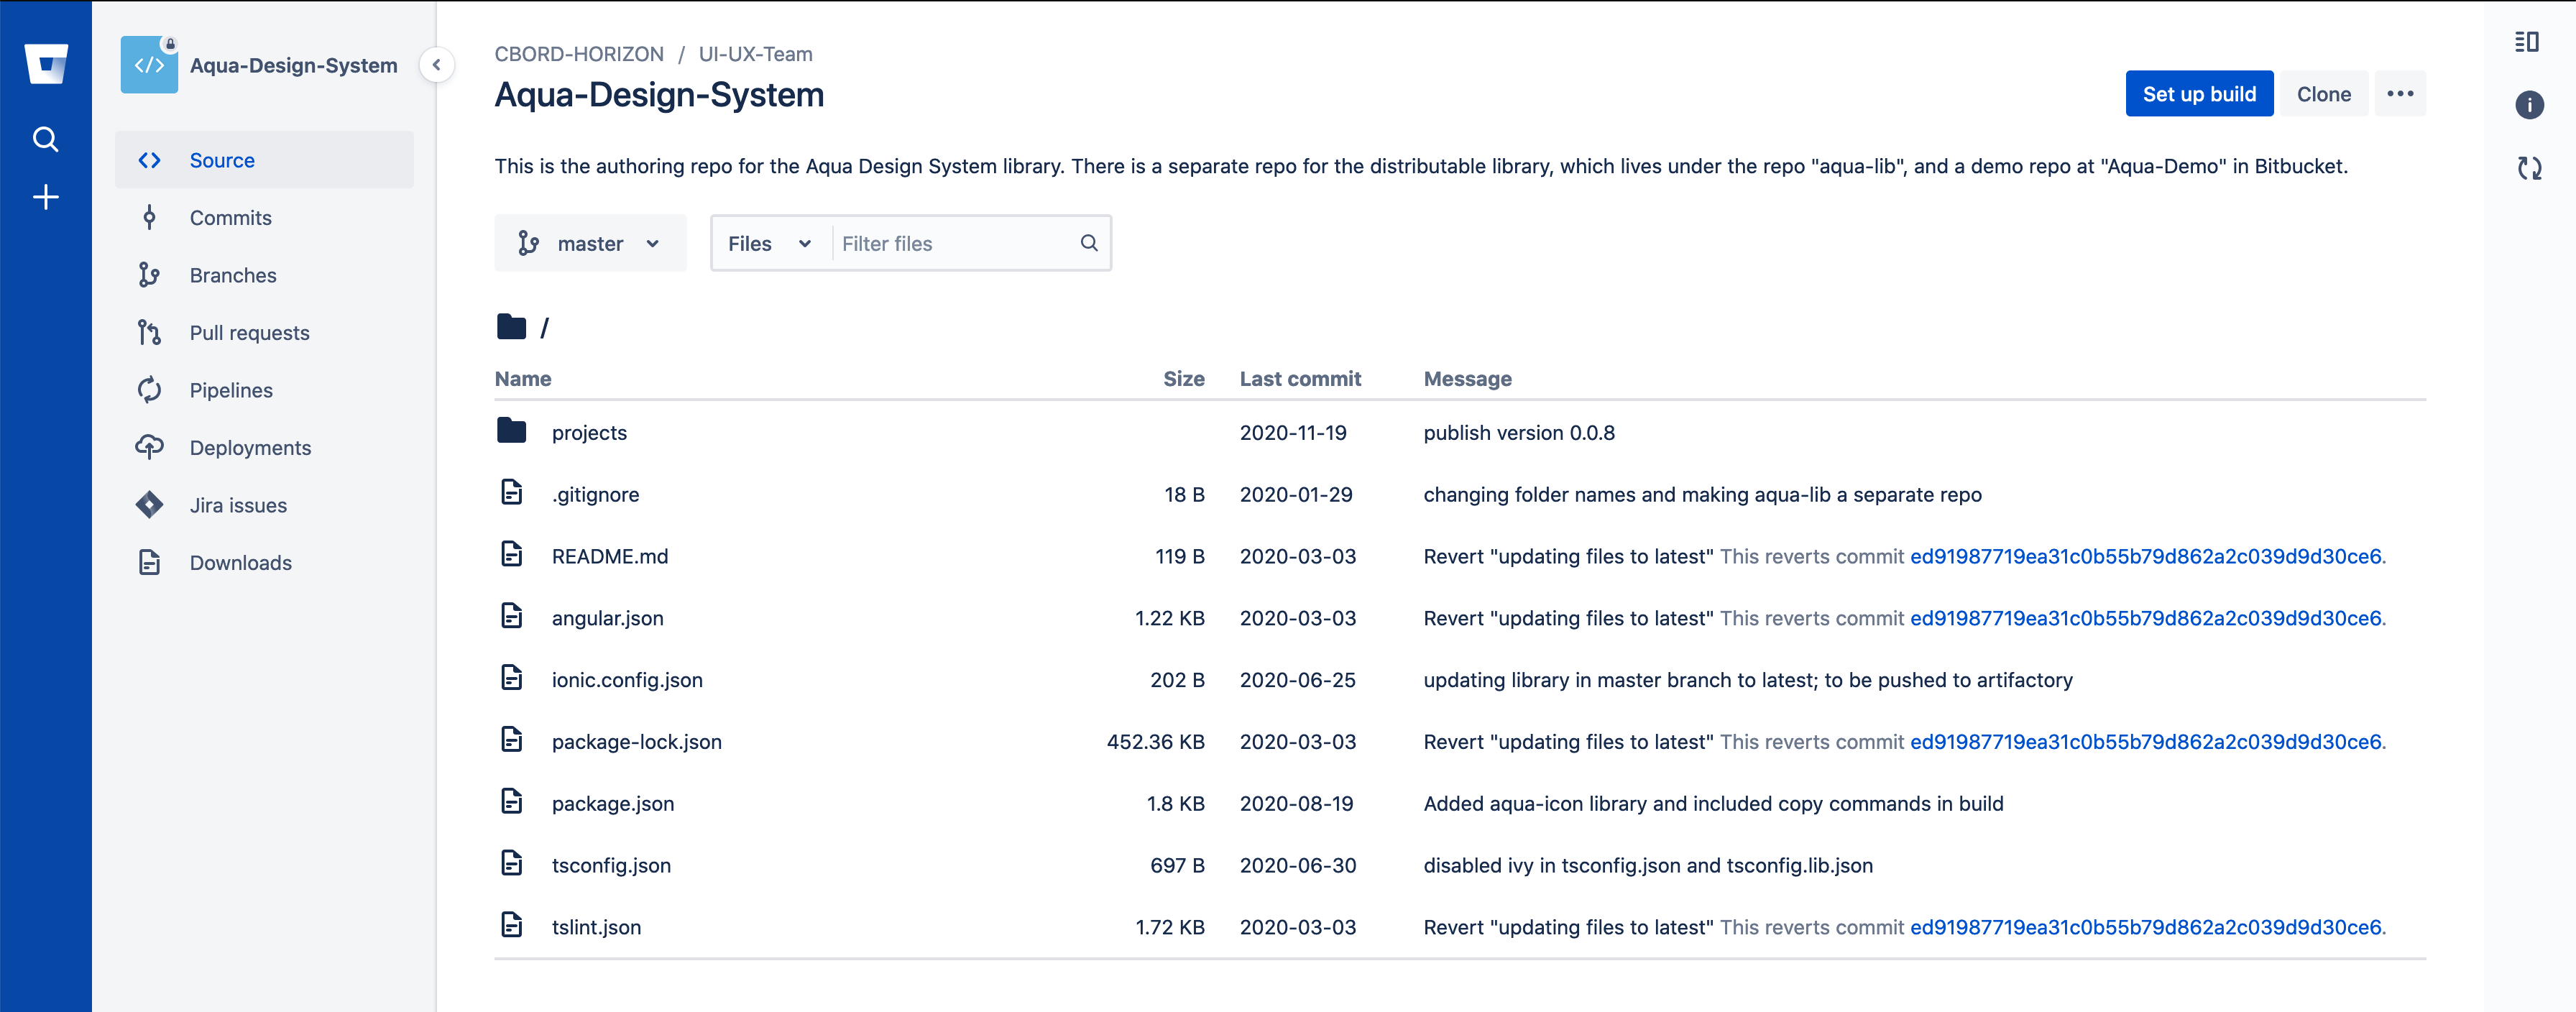 Aqua-Design-System
Source
Commits
Branches
Pull requests
Pipelines
Deployments
Jira issues
Downloads
CBORD-HORIZON / UI-UX-Team
Aqua-Design-System
Set up build Clone
This is the authoring repo for the Aqua Design System library. There is a separate repo for the distributable library, which lives under the repo "aqua-lib", and a demo repo at "Aqua-Demo" in Bitbucket.
master Files Filter files
/
Name Size Last commit Message
projects 2020-11-19 publish version 0.0.8
.gitignore 18 B 2020-01-29 changing folder names and making aqua-lib a separate repo
README.md 119 B 2020-03-03 Revert "updating files to latest" This reverts commit ed91987719ea31c0b55b79d862a2c039d9d30ce6.
angular.json 1.22 KB 2020-03-03 Revert "updating files to latest" This reverts commit ed91987719ea31c0b55b79d862a2c039d9d30ce6.
ionic.config.json 202 B 2020-06-25 updating library in master branch to latest; to be pushed to artifactory
package-lock.json 452.36 KB 2020-03-03 Revert "updating files to latest" This reverts commit ed91987719ea31c0b55b79d862a2c039d9d30ce6.
package.json 1.8 KB 2020-08-19 Added aqua-icon library and included copy commands in build
tsconfig.json 697 B 2020-06-30 disabled ivy in tsconfig.json and tsconfig.lib.json
tslint.json 1.72 KB 2020-03-03 Revert "updating files to latest" This reverts commit ed91987719ea31c0b55b79d862a2c039d9d30ce6.